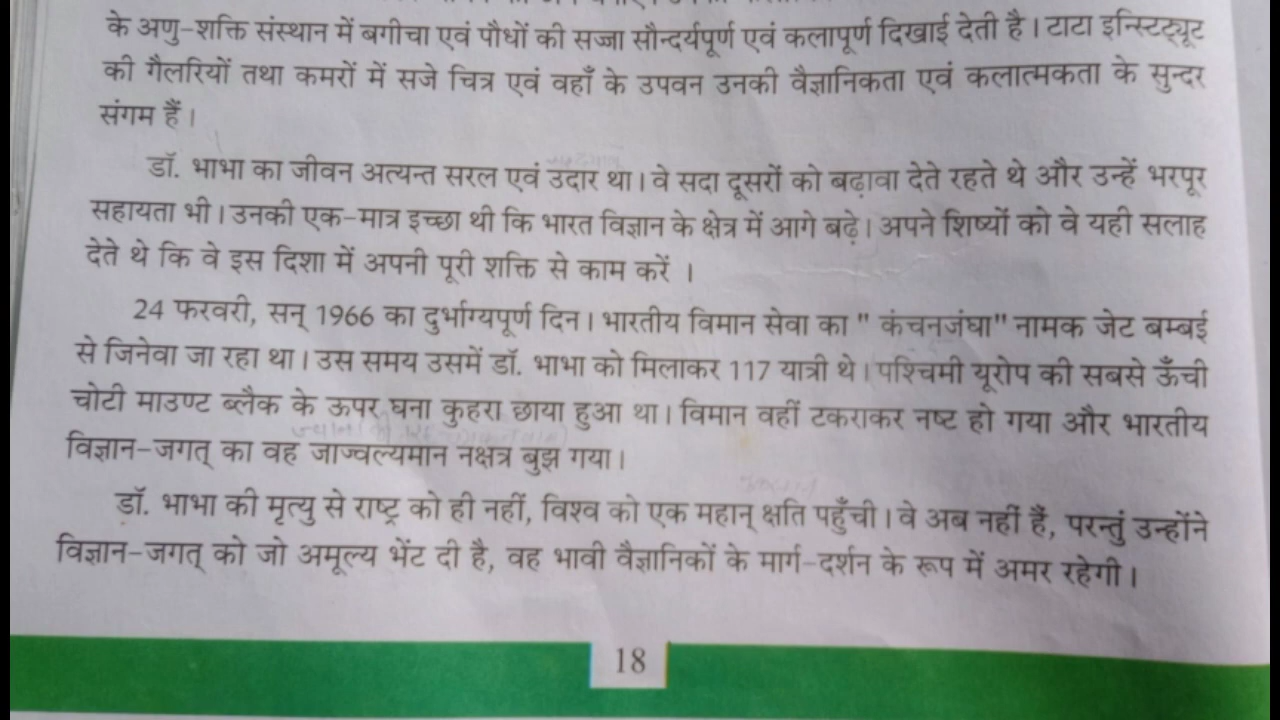 के अणु-शक्ति संस्थान में बगीचा एवं पौधों की सज्जा सौन्दर्यपूर्ण एवं कलापूर्ण दिखाई देती है। टाटा इन्स्टिट्यूट
की गैलरियों तथा कमरों में सजे चित्र एवं वहाँ के उपवन उनकी वैज्ञानिकता एवं कलात्मकता के सुन्दर
संगम हैं।
डॉ. भाभा का जीवन अत्यन्त सरल एवं उदार था। वे सदा दूसरों को बढ़ावा देते रहते थे और उन्हें भरपूर
सहायता भी। उनकी एक-मात्र इच्छा थी कि भारत विज्ञान के क्षेत्र में आगे बढ़े। अपने शिष्यों को वे यही सलाह
देते थे कि वे इस दिशा में अपनी पूरी शक्ति से काम करें ।
24 फरवरी, सन् 1966 का दुर्भाग्यपूर्ण दिन। भारतीय विमान सेवा का " कंचनजंघा" नामक जेट बम्बई
से जिनेवा जा रहा था। उस समय उसमें डॉ. भाभा को मिलाकर 117 यात्री थे। पश्चिमी यूरोप की सबसे ऊँची
चोटी माउण्ट ब्लैक के ऊपर घना कुहरा छाया हुआ था। विमान वहीं टकराकर नष्ट हो गया और भारतीय
विज्ञान-जगत् का वह जाज्वल्यमान नक्षत्र बुझ गया।
डॉ. भाभा की मृत्यु से राष्ट्र को ही नहीं, विश्व को एक महान् क्षति पहुँची। वे अब नहीं हैं, परन्तुं उन्होंने
विज्ञान-जगत् को जो अमूल्य भेंट दी है, वह भावी वैज्ञानिकों के मार्ग-दर्शन के रूप में अमर रहेगी।
18